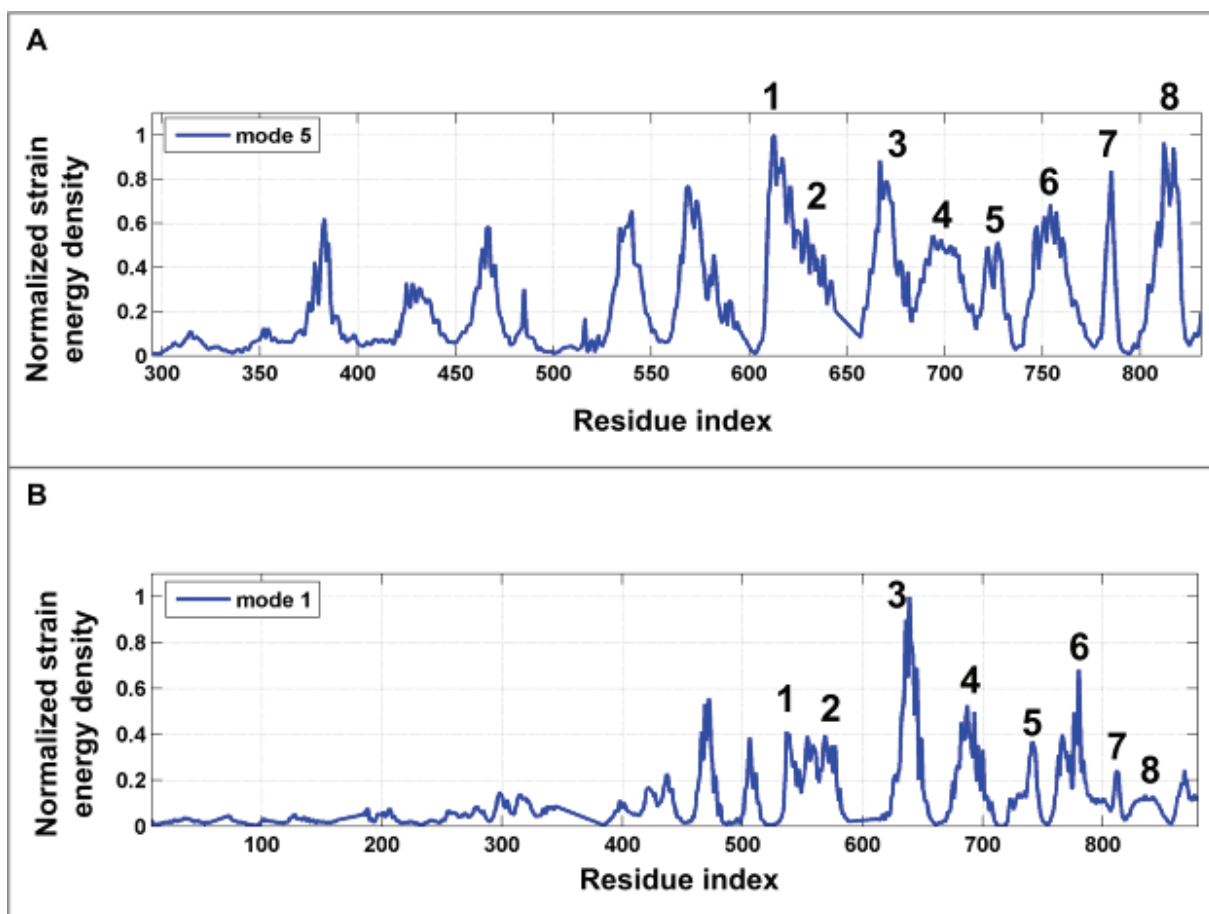 A
1
8
mode 5
3
7
6
2
4
5
Normalized strain
energy density
1
0.8
0.6
0.4
0.2
0
300 350 400 450 500 550 600 650 700 750 800
Residue index
B
mode 1
3
6
4
1
2
5
7
8
Normalized strain
energy density
1
0.8
0.6
0.4
0.2
0
100 200 300 400 500 600 700 800
Residue index